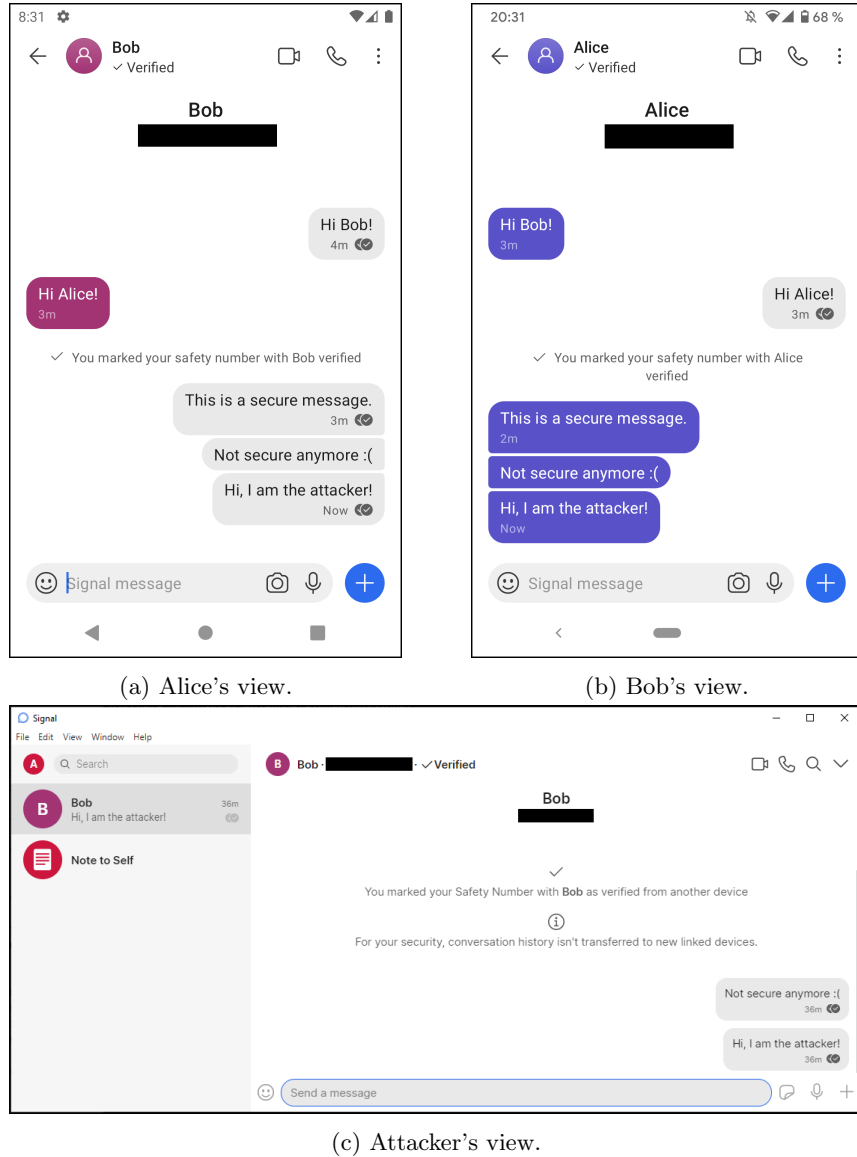 8:31
Bob
Verified
Bob
Hi Bob!
4m
Hi Alice!
3m
You marked your safety number with Bob verified
This is a secure message.
3m
Not secure anymore :(
Hi, I am the attacker!
Now
Signal message
(a) Alice's view.
20:31
68 %
Alice
Verified
Alice
Hi Bob!
3m
Hi Alice!
3m
You marked your safety number with Alice
verified
This is a secure message.
2m
Not secure anymore :(
Hi, I am the attacker!
Now
Signal message
(b) Bob's view.
Signal
File Edit View Window Help
A
Search
B
Bob
36m
Hi, I am the attacker!
Note to Self
B
Bob · · Verified
Bob
You marked your Safety Number with Bob as verified from another device
For your security, conversation history isn't transferred to new linked devices.
Not secure anymore :(
36m
Hi, I am the attacker!
36m
Send a message
(c) Attacker's view.